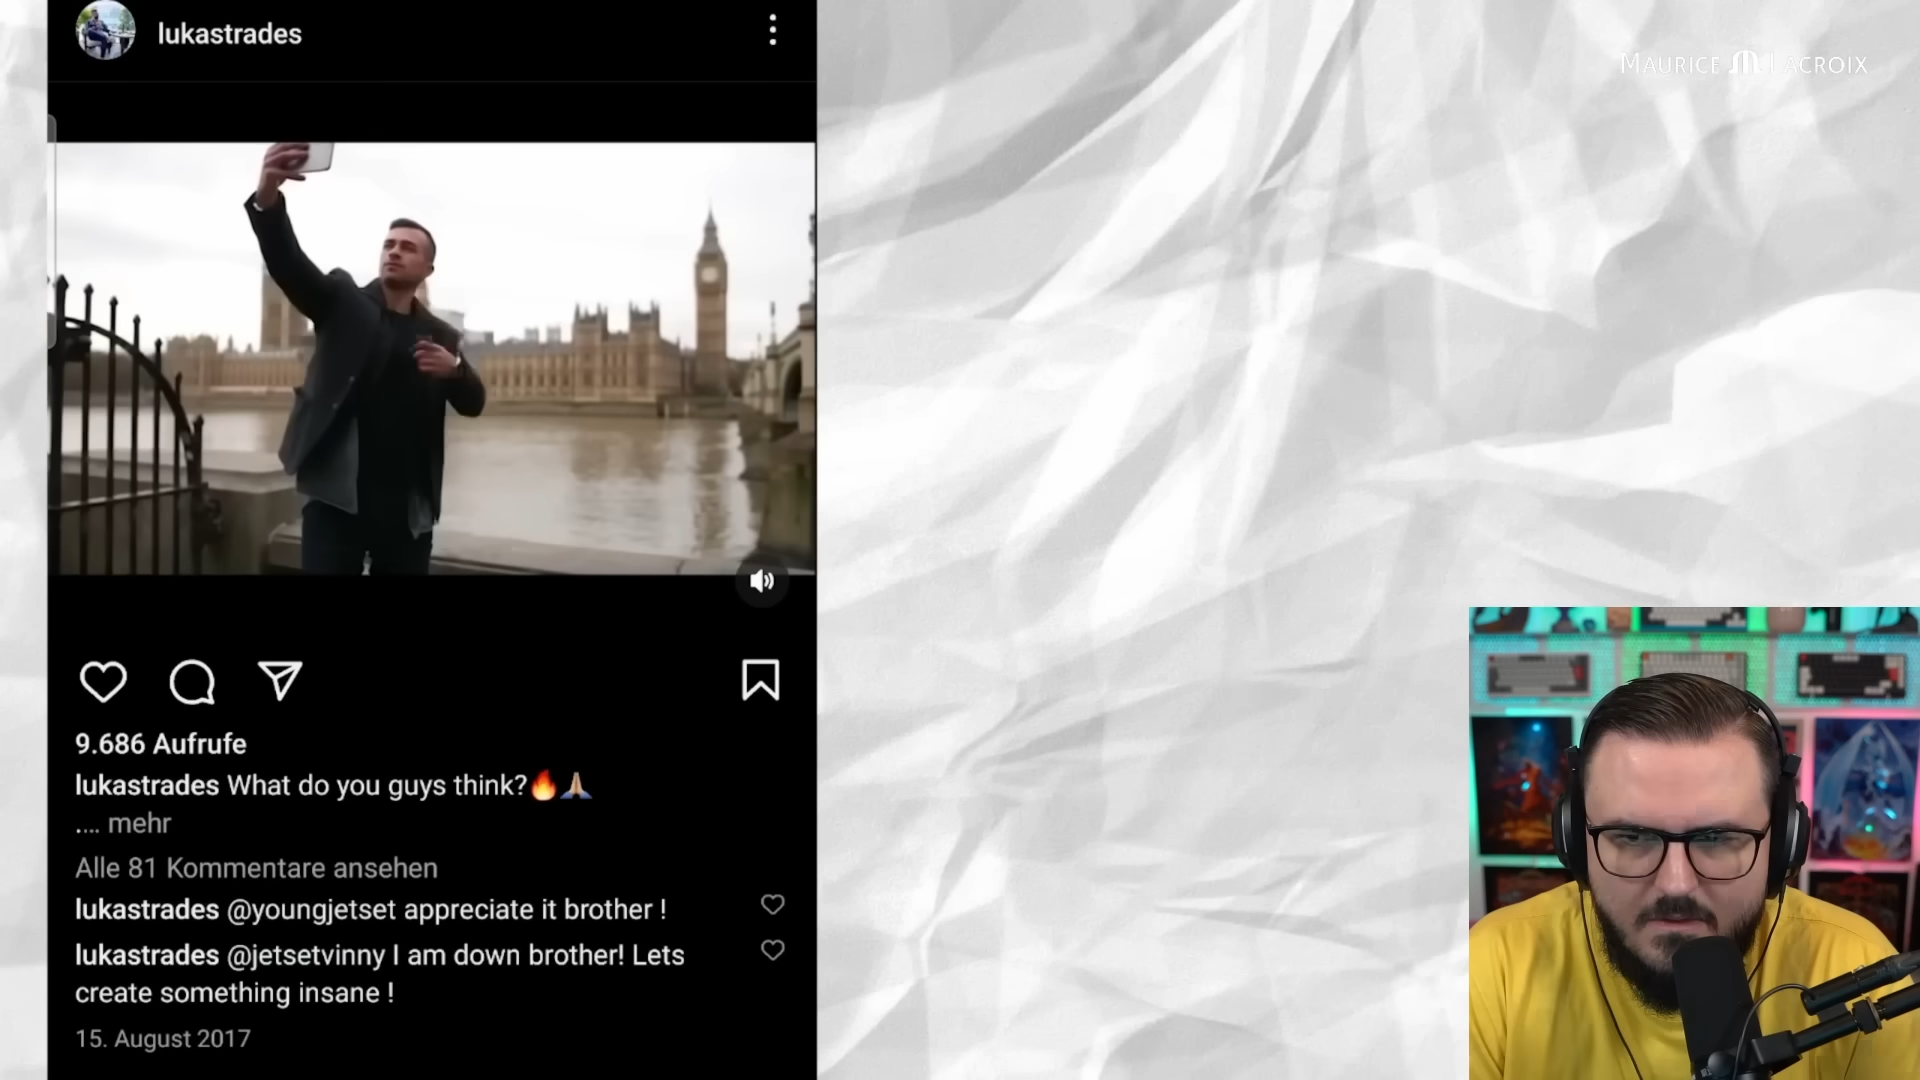 lukastrades
MAURICE LACROIX
9.686 Aufrufe
lukastrades What do you guys think?🔥🙏🏼
.... mehr
Alle 81 Kommentare ansehen
lukastrades @youngjetset appreciate it brother !
lukastrades @jetsetvinny I am down brother! Lets
create something insane !
15. August 2017